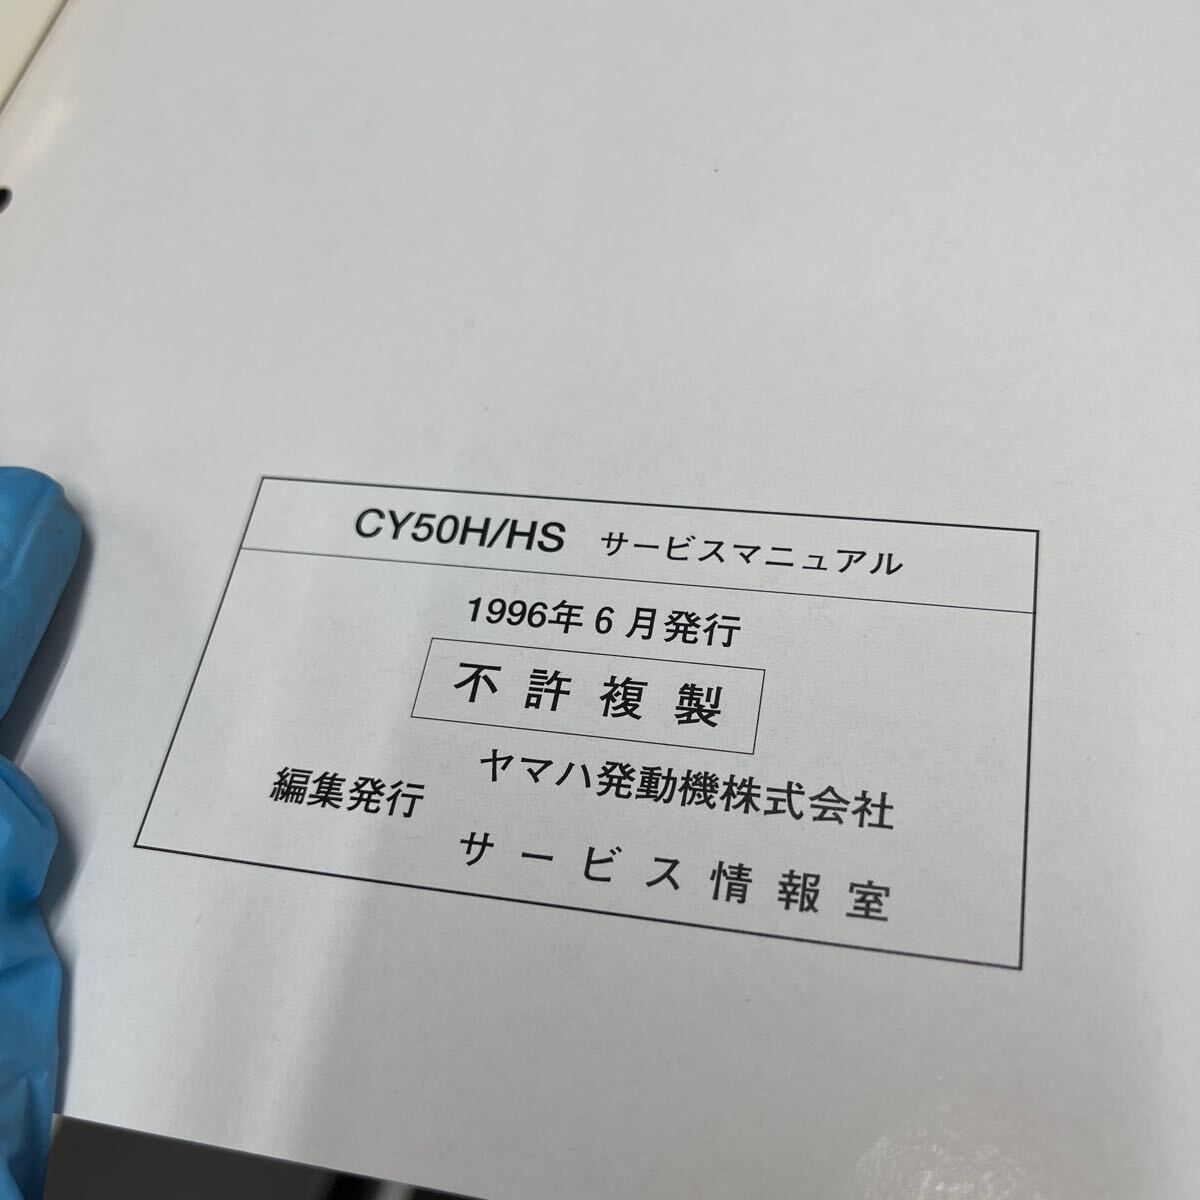 CY50H/HS サービスマニュアル
1996年6月発行
不許複製
ヤマハ発動機株式会社
編集発行
サービス情報室